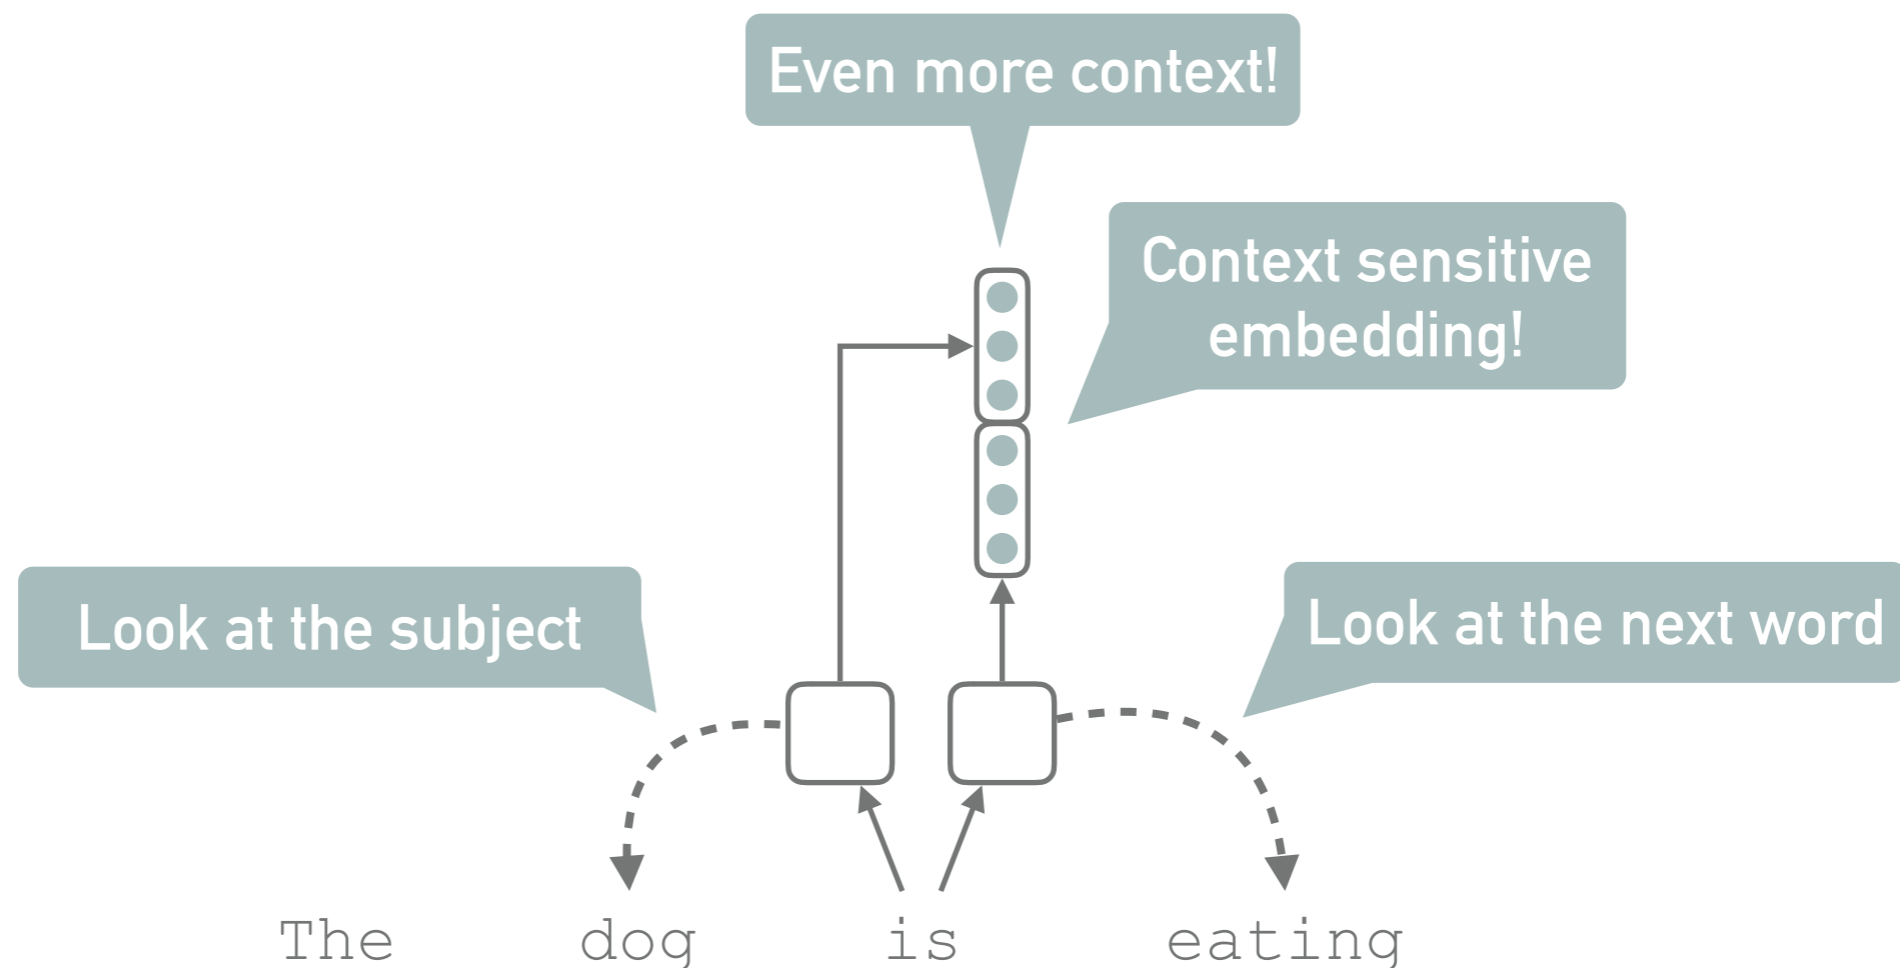 Even more context!
Context sensitive
embedding!
Look at the subject
Look at the next word
The dog is eating